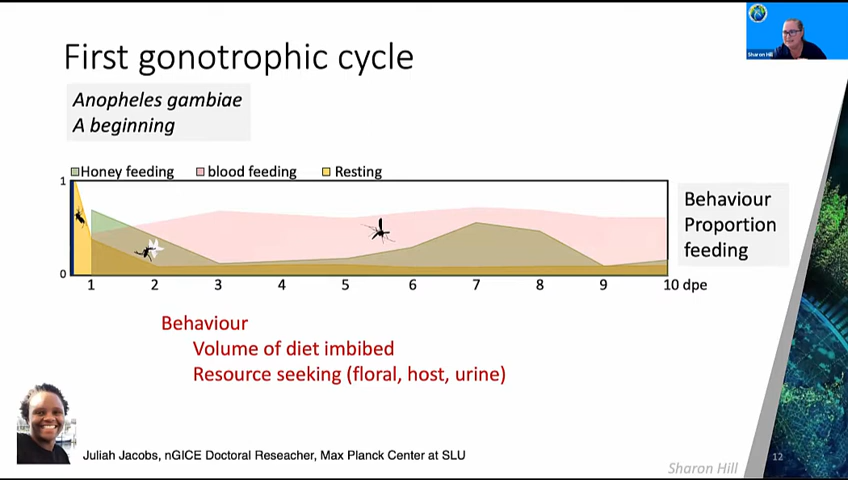 First gonotrophic cycle
Sharon Hill
Anopheles gambiae
A beginning
Honey feeding blood feeding Resting
1
0
1 2 3 4 5 6 7 8 9 10 dpe
Behaviour
Proportion
feeding
Behaviour
Volume of diet imbibed
Resource seeking (floral, host, urine)
Juliah Jacobs, nGICE Doctoral Reseacher, Max Planck Center at SLU
Sharon Hill
12